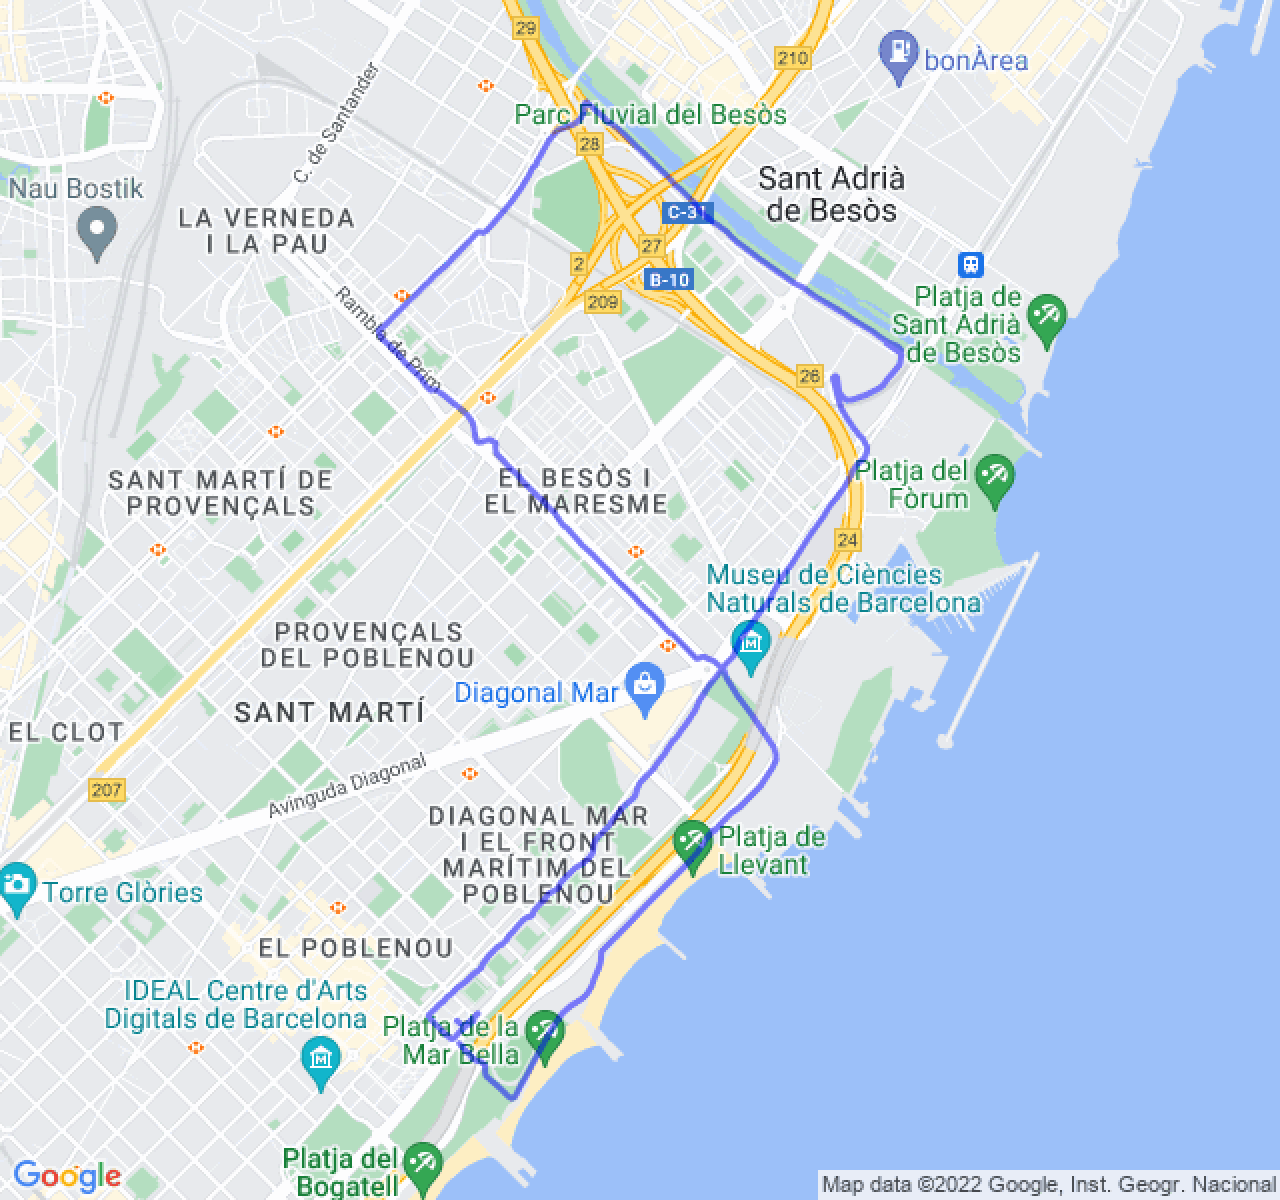 29
210
bonÀrea
Parc Fluvial del Besòs
28
C. de Santander
Nau Bostik
Sant Adrià
de Besòs
C-31
LA VERNEDA
I LA PAU
27
2
B-10
209
Platja de
Sant Adrià
de Besòs
Rambla de Prim
26
SANT MARTÍ DE
PROVENÇALS
EL BESÒS I
EL MARESME
Platja del
Fòrum
24
Museu de Ciències
Naturals de Barcelona
PROVENÇALS
DEL POBLENOU
Diagonal Mar
SANT MARTÍ
EL CLOT
207
Avinguda Diagonal
DIAGONAL MAR
I EL FRONT
MARÍTIM DEL
POBLENOU
Platja de
Llevant
Torre Glòries
EL POBLENOU
IDEAL Centre d'Arts
Digitals de Barcelona
Platja de la
Mar Bella
Platja del
Bogatell
Google
Map data ©2022 Google, Inst. Geogr. Nacional